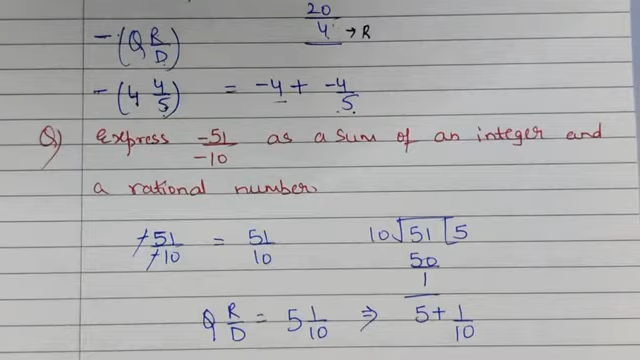 20
4 → R
-(Q R/D)
-(4 4/5) = -4 + -4/5
Q) Express -51/-10 as a sum of an integer and
a rational number.
-51/-10 = 51/10
10√51 5
50
1
Q R/D = 5 1/10 ⇒ 5 + 1/10